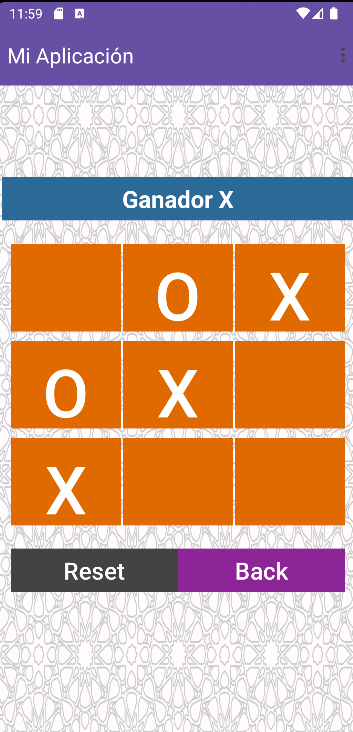 11:59
Mi Aplicación
Ganador X
O X
O X
X
Reset Back